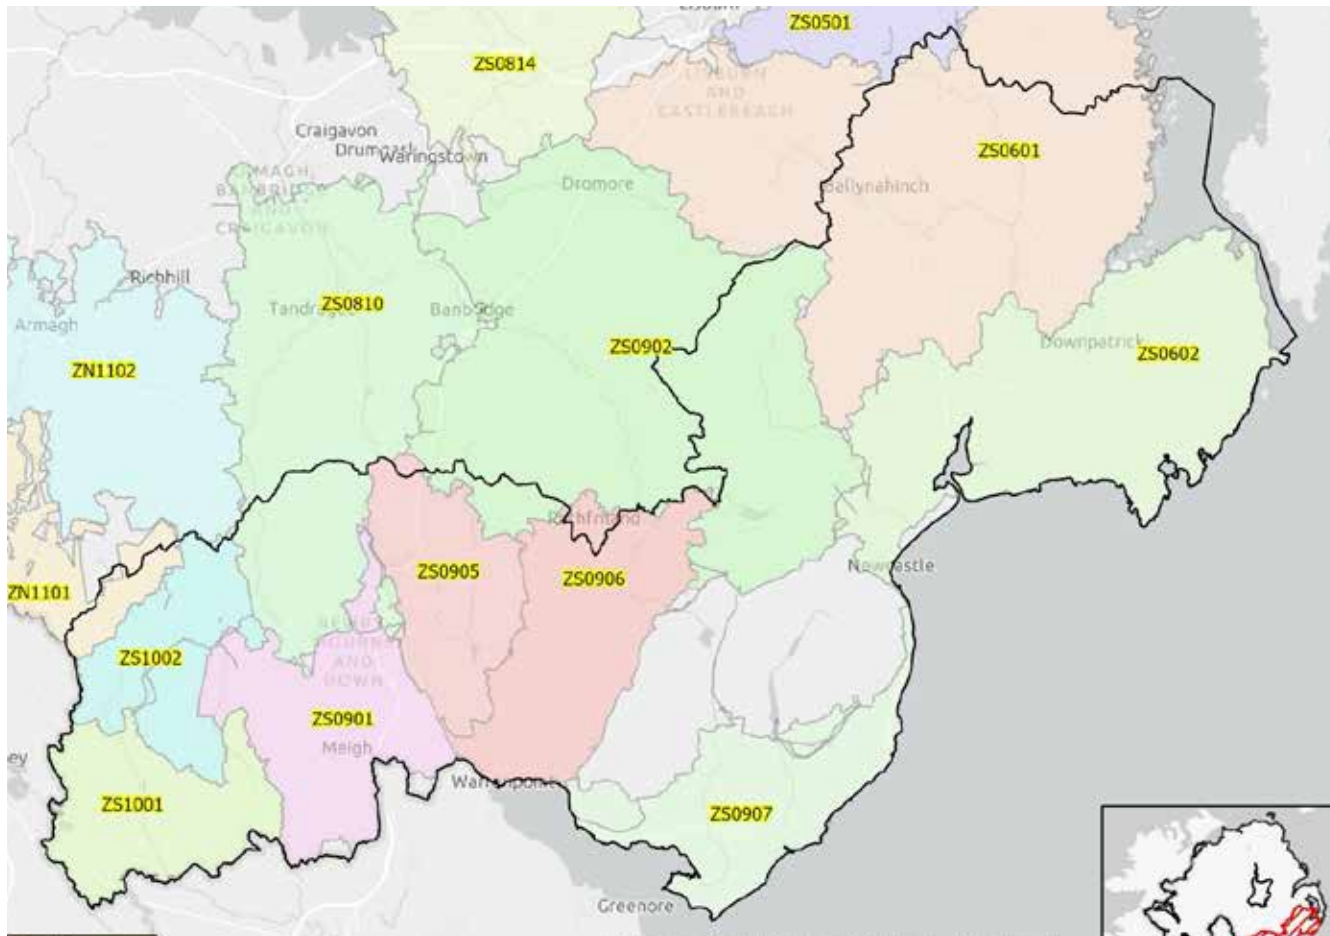 ZS0501
ZS0814
LISBURN
AND
CASTLEREAGH
Craigavon
Waringstown
ZS0601
ARMAGH,
BANBRIDGE
AND
CRAIGAVON
Dromore
Ballynahinch
Richhill
Tandragee
ZS0810
Banbridge
Armagh
ZS0902
Downpatrick
ZS0602
ZN1102
Rathfriland
ZS0905
ZS0906
Newcastle
ZN1101
NEWRY,
MOURNE
AND
DOWN
ZS1002
ZS0901
Meigh
ey
Warrenpoint
ZS1001
ZS0907
Greenore